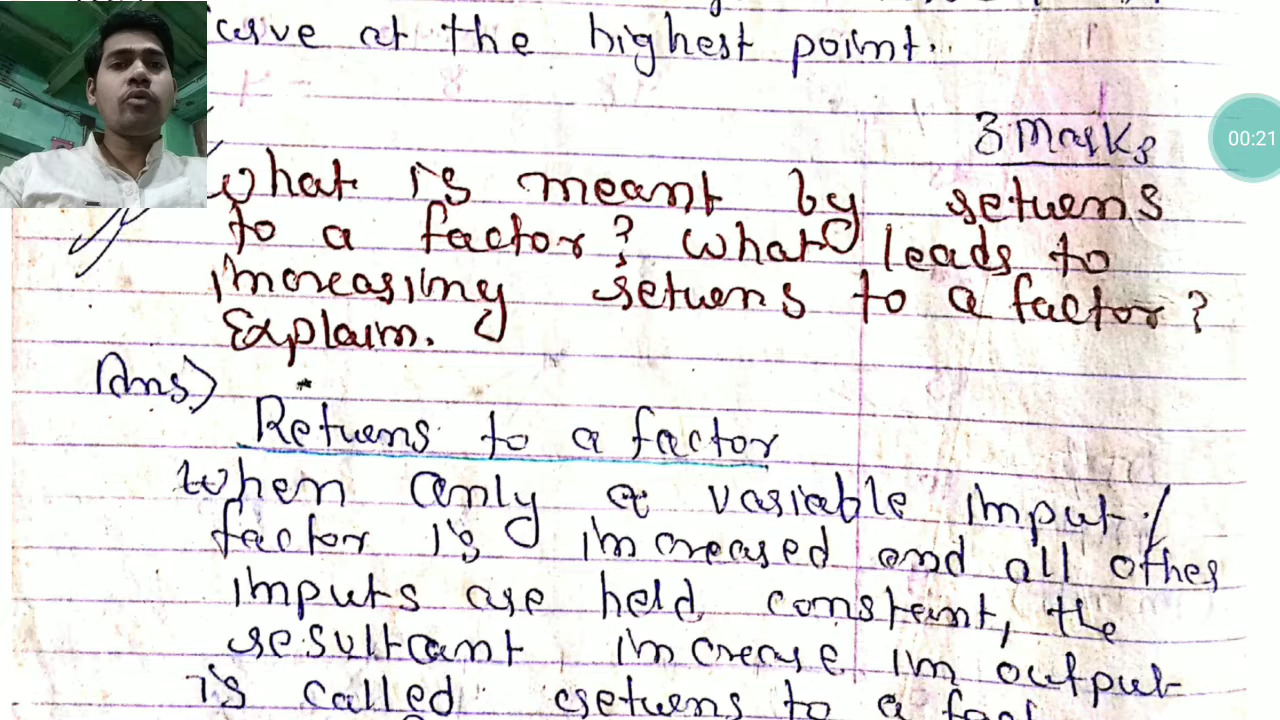 curve at the highest point..
3 Marks
00:21
What is meant by returns
to a factor? What leads to
increasing returns to a factor?
Explain.
Ans)
Returns to a factor
When only a variable input/
factor is increased and all other
inputs are held constant, the
resultant increase in output
is called returns to a